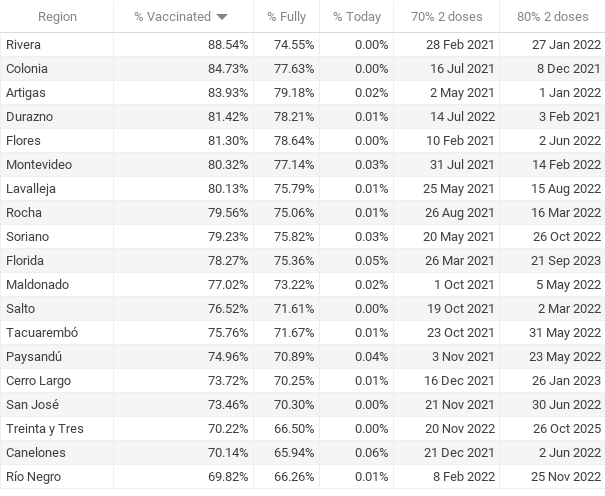 Region % Vaccinated % Fully % Today 70% 2 doses 80% 2 doses
Rivera 88.54% 74.55% 0.00% 28 Feb 2021 27 Jan 2022
Colonia 84.73% 77.63% 0.00% 16 Jul 2021 8 Dec 2021
Artigas 83.93% 79.18% 0.02% 2 May 2021 1 Jan 2022
Durazno 81.42% 78.21% 0.01% 14 Jul 2022 3 Feb 2021
Flores 81.30% 78.64% 0.00% 10 Feb 2021 2 Jun 2022
Montevideo 80.32% 77.14% 0.03% 31 Jul 2021 14 Feb 2022
Lavalleja 80.13% 75.79% 0.01% 25 May 2021 15 Aug 2022
Rocha 79.56% 75.06% 0.01% 26 Aug 2021 16 Mar 2022
Soriano 79.23% 75.82% 0.03% 20 May 2021 26 Oct 2022
Florida 78.27% 75.36% 0.05% 26 Mar 2021 21 Sep 2023
Maldonado 77.02% 73.22% 0.02% 1 Oct 2021 5 May 2022
Salto 76.52% 71.61% 0.00% 19 Oct 2021 2 Mar 2022
Tacuarembó 75.76% 71.67% 0.01% 23 Oct 2021 31 May 2022
Paysandú 74.96% 70.89% 0.04% 3 Nov 2021 23 May 2022
Cerro Largo 73.72% 70.25% 0.01% 16 Dec 2021 26 Jan 2023
San José 73.46% 70.30% 0.00% 21 Nov 2021 30 Jun 2022
Treinta y Tres 70.22% 66.50% 0.00% 20 Nov 2022 26 Oct 2025
Canelones 70.14% 65.94% 0.06% 21 Dec 2021 2 Jun 2022
Río Negro 69.82% 66.26% 0.01% 8 Feb 2022 25 Nov 2022